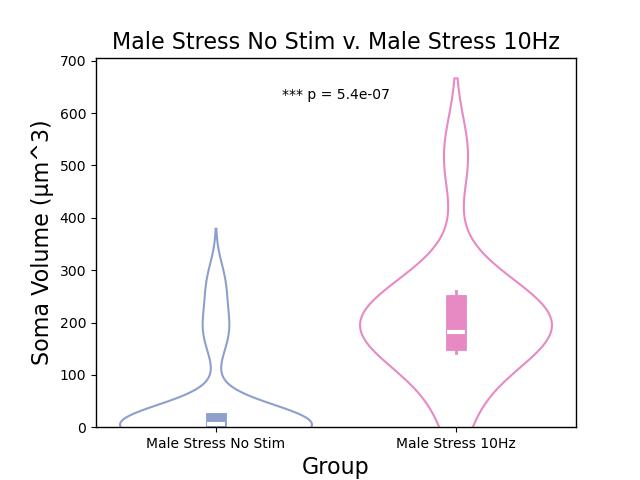 Male Stress No Stim v. Male Stress 10Hz
*** p = 5.4e-07
Soma Volume (μm^3)
700
600
500
400
300
200
100
0
Male Stress No Stim
Male Stress 10Hz
Group